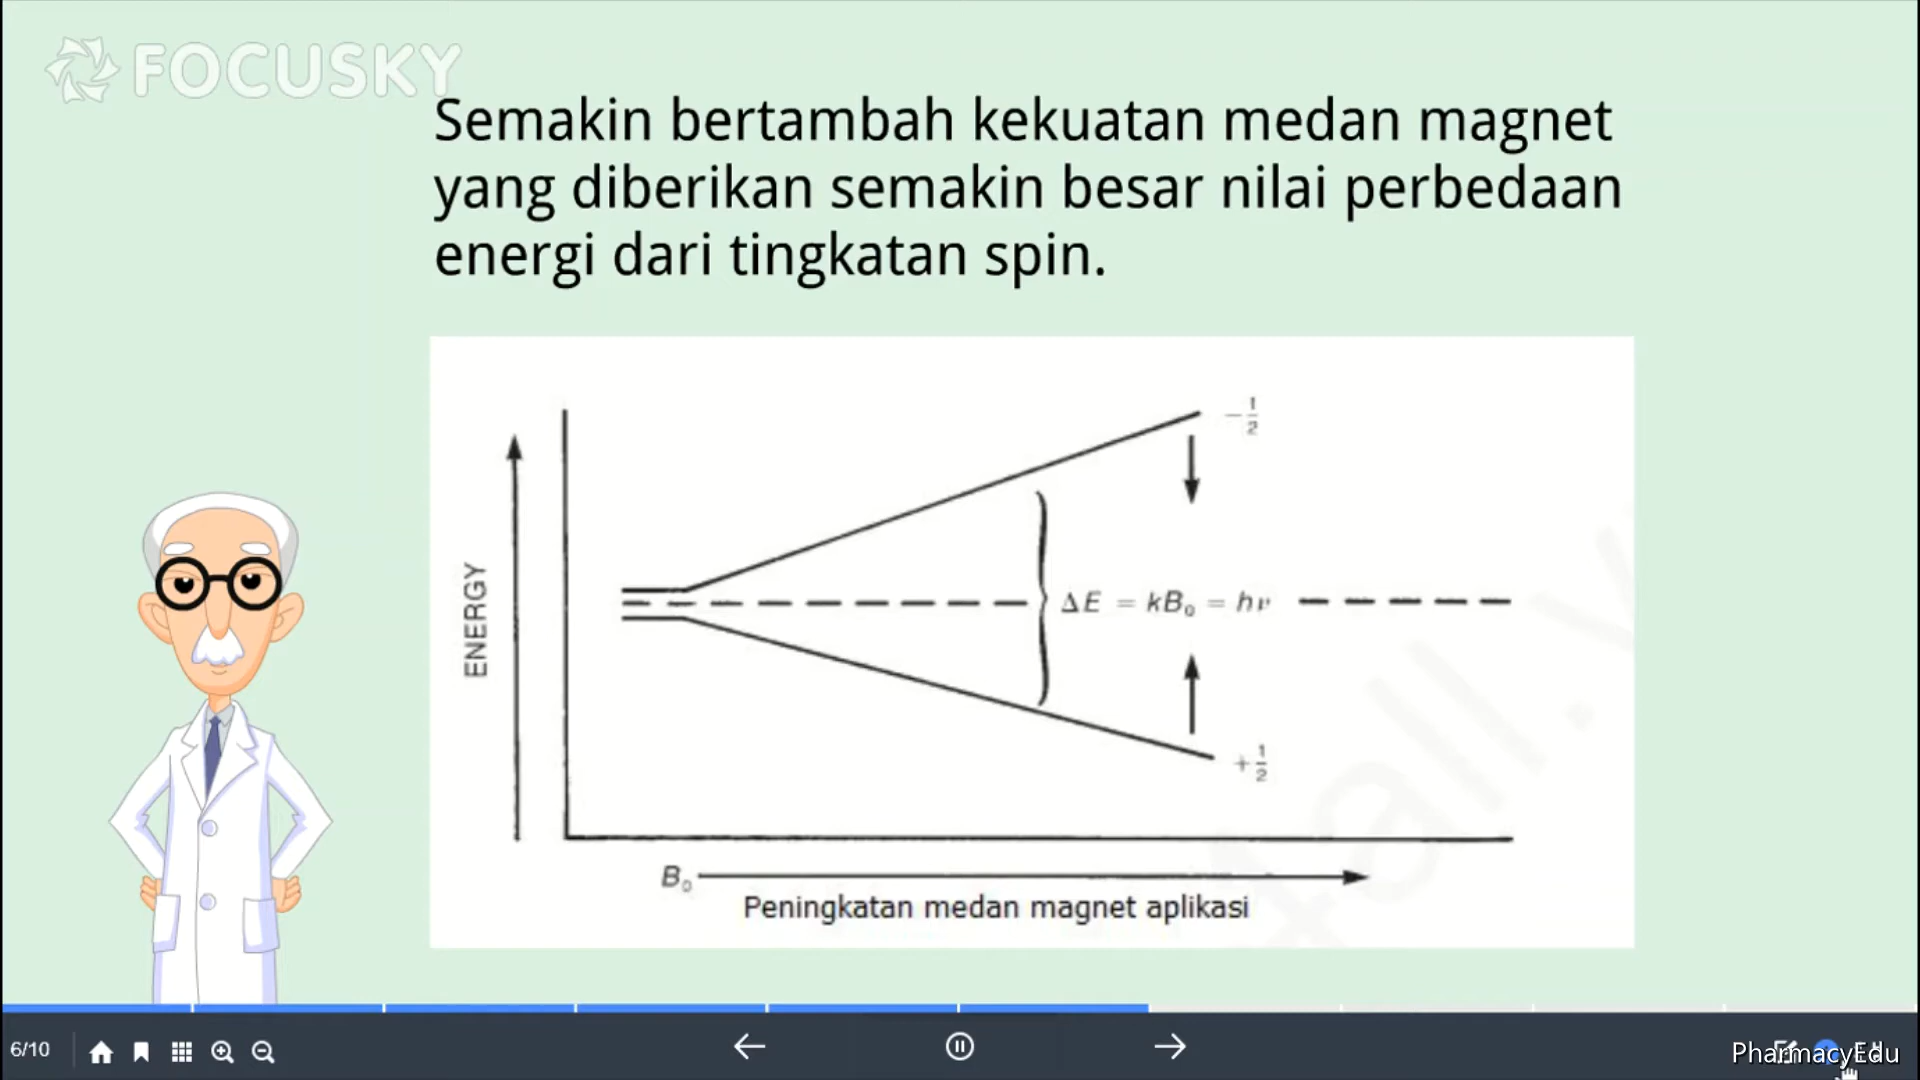 FOCUSKY
Semakin bertambah kekuatan medan magnet
yang diberikan semakin besar nilai perbedaan
energi dari tingkatan spin.
ENERGY
-1/2
ΔE = kB₀ = hν
+1/2
B₀
Peningkatan medan magnet aplikasi
6/10
PharmacyEdu